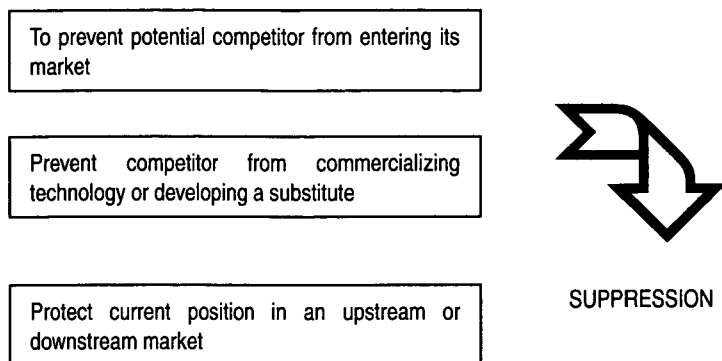 To prevent potential competitor from entering its
market
Prevent competitor from commercializing
technology or developing a substitute
Protect current position in an upstream or
downstream market
SUPPRESSION